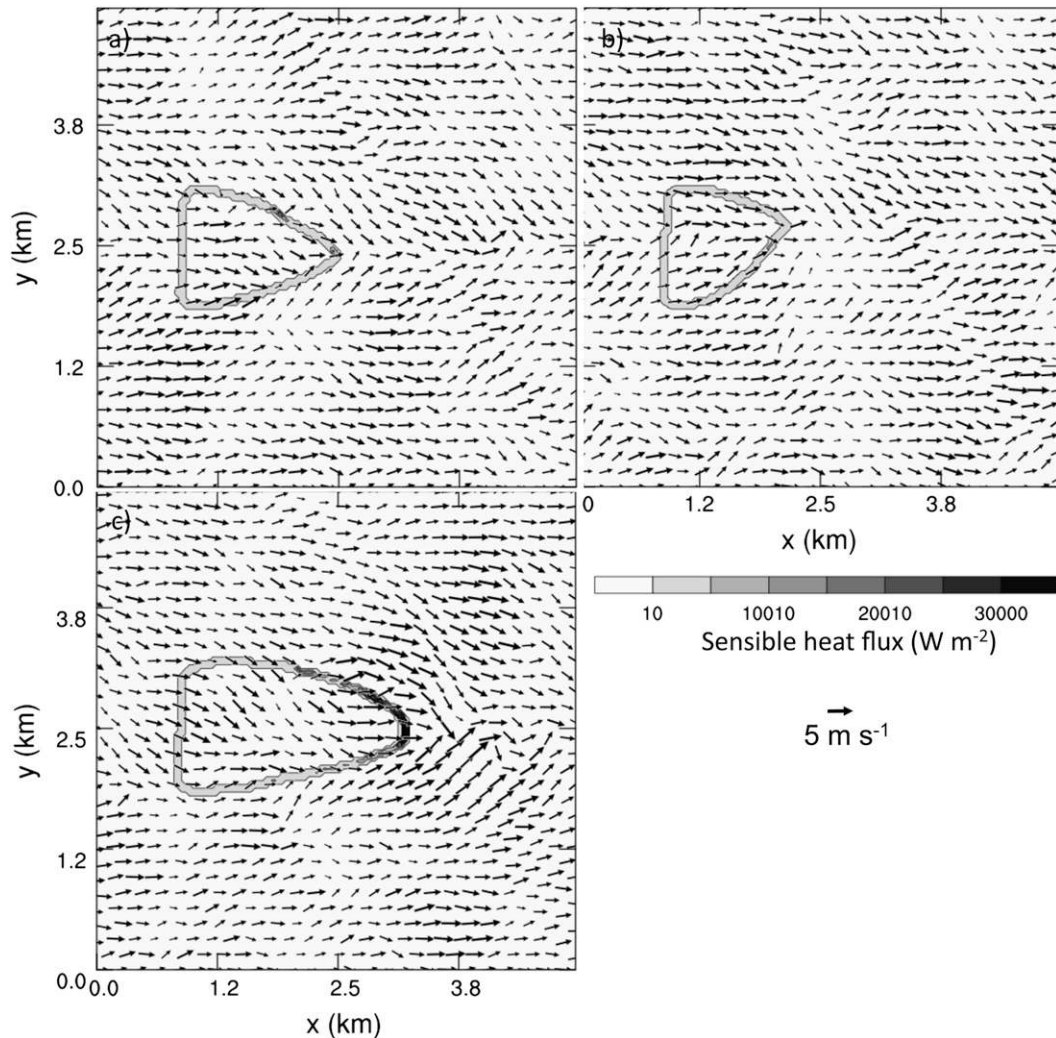 a)
b)
3.8
2.5
1.2
0.0
y (km)
0 1.2 2.5 3.8
x (km)
c)
3.8
2.5
1.2
0.0
y (km)
0.0 1.2 2.5 3.8
x (km)
10 10010 20010 30000
Sensible heat flux (W m⁻²)
5 m s⁻¹